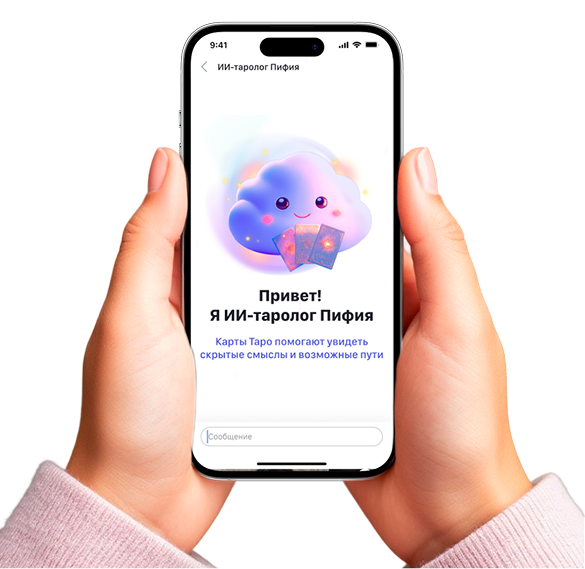 9:41
ИИ-таролог Пифия
Привет!
Я ИИ-таролог Пифия
Карты Таро помогают увидеть
скрытые смыслы и возможные пути
Сообщение